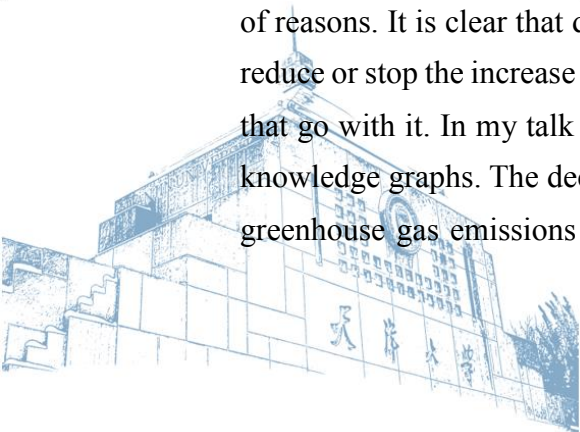 of reasons. It is clear that
reduce or stop the increase
that go with it. In my talk
knowledge graphs. The dec
greenhouse gas emissions
天津大学